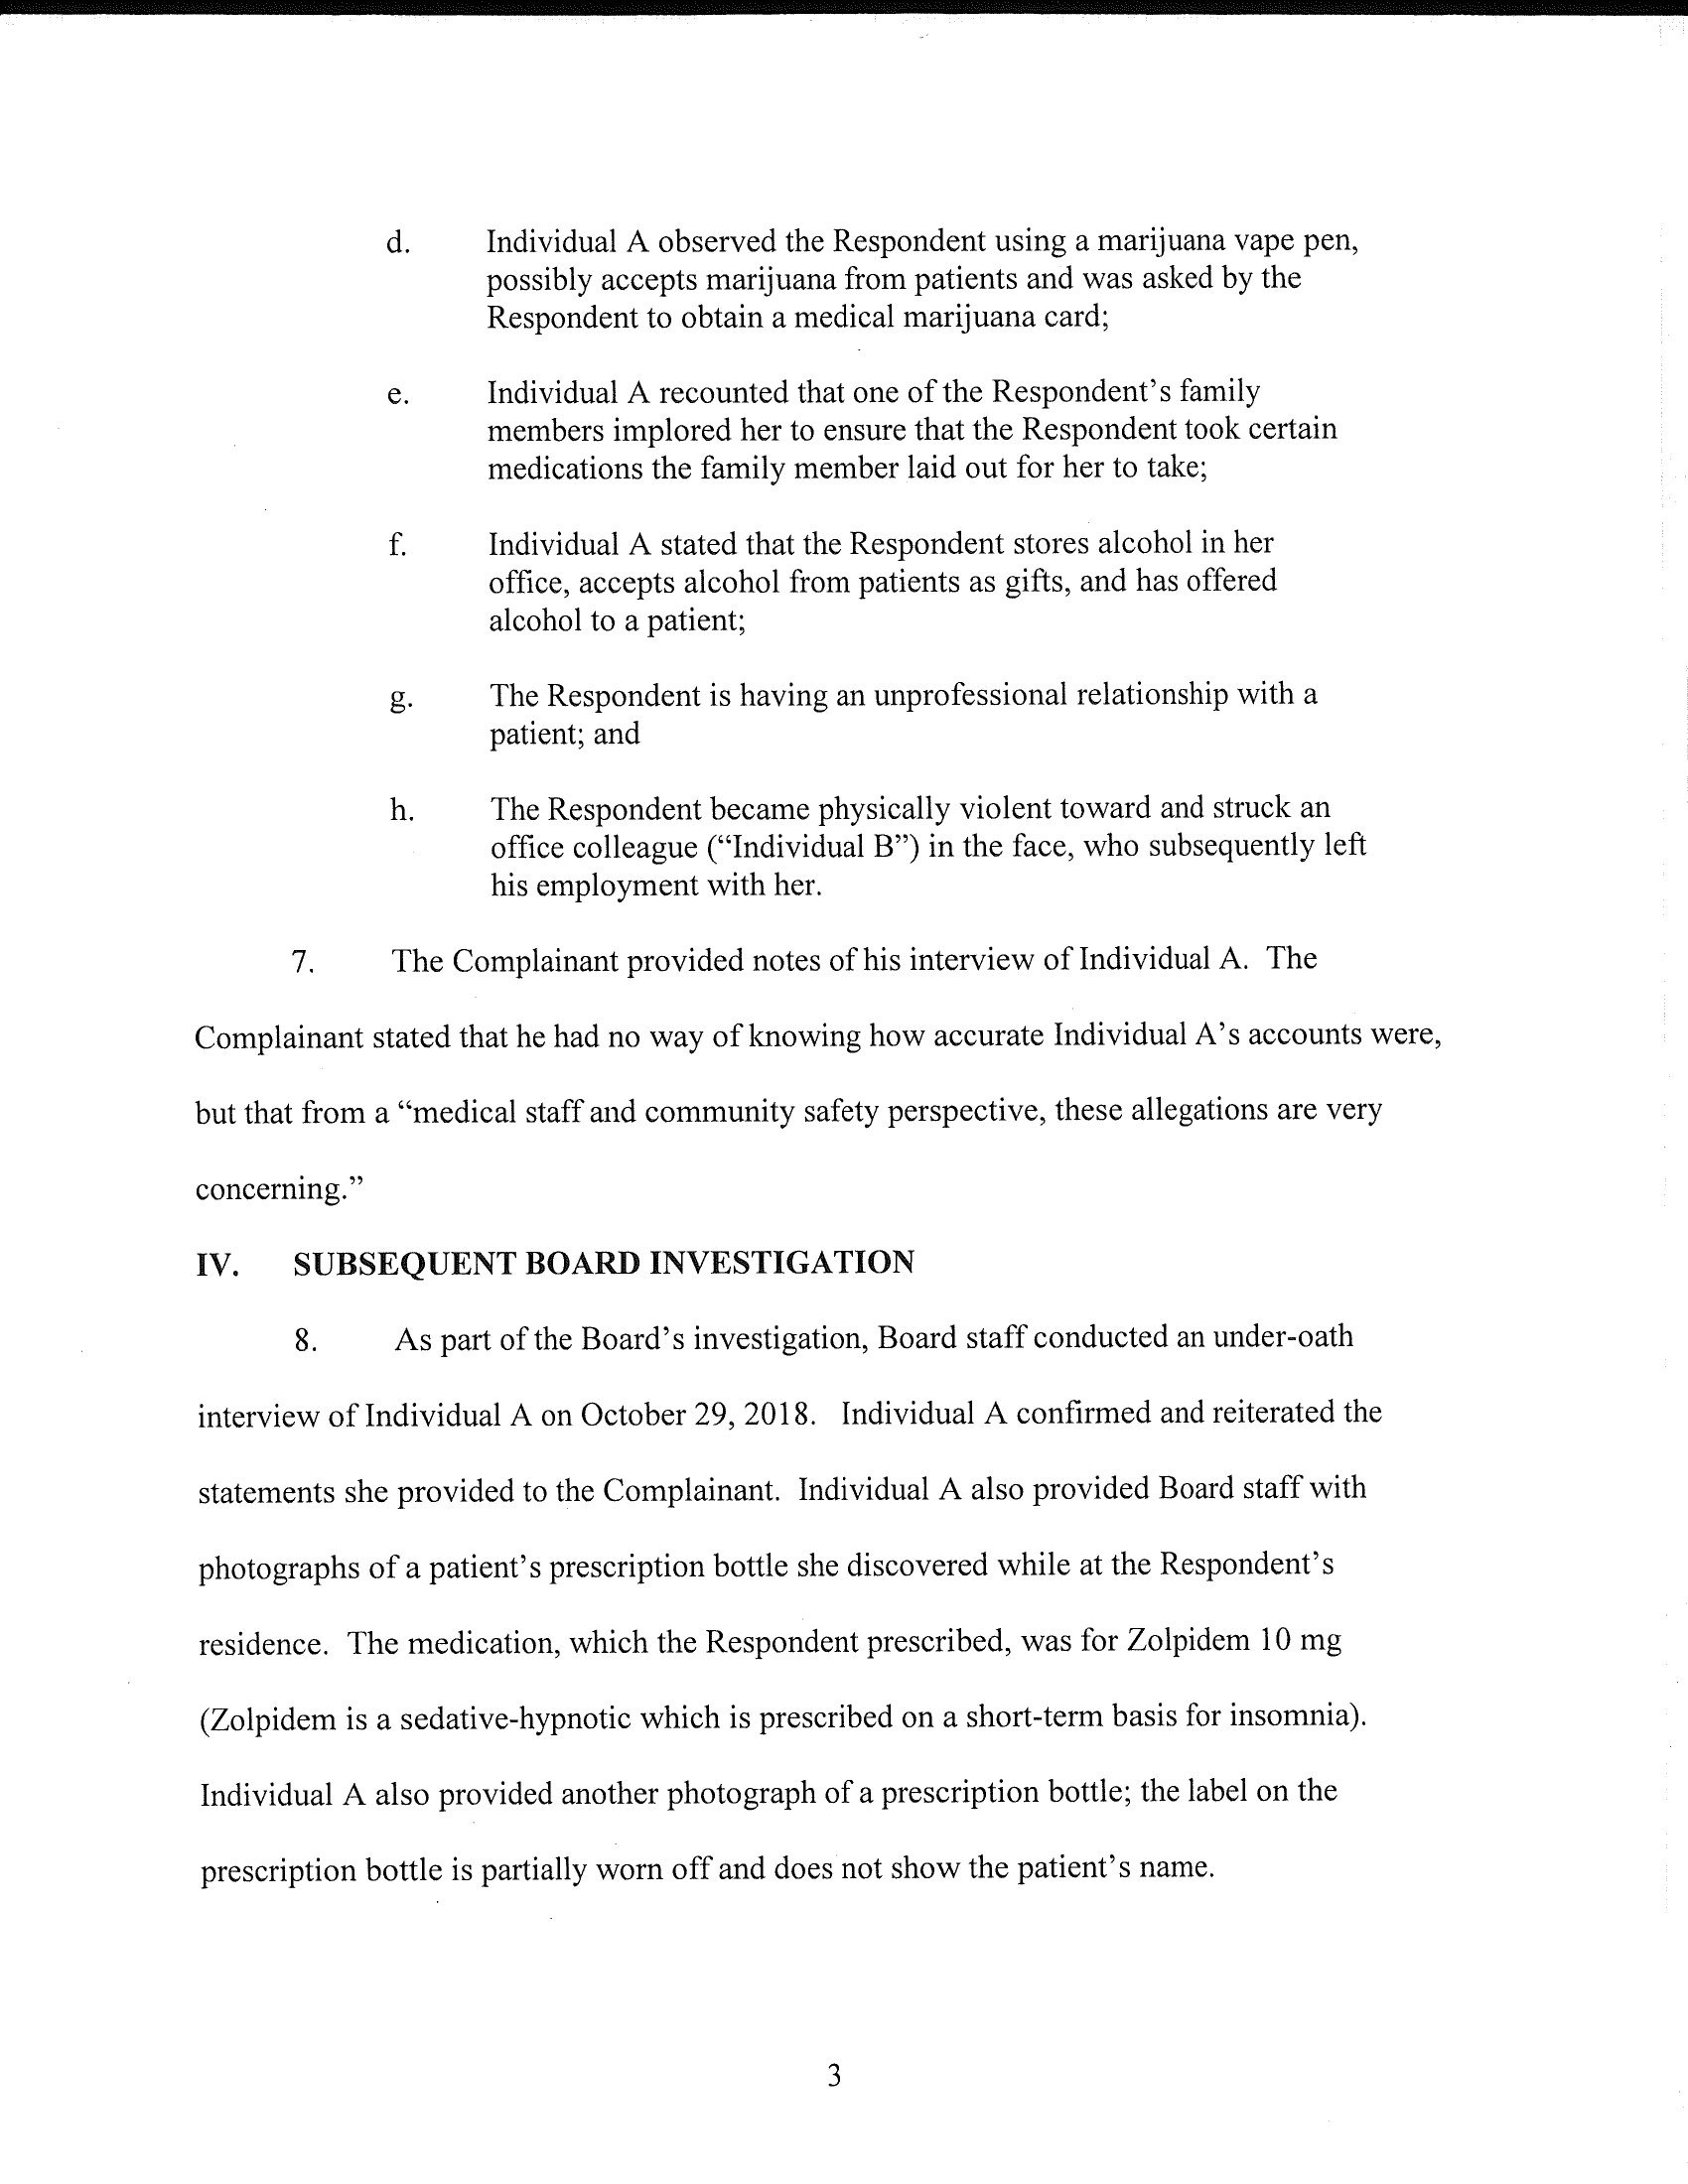 d. Individual A observed the Respondent using a marijuana vape pen,
possibly accepts marijuana from patients and was asked by the
Respondent to obtain a medical marijuana card;
e. Individual A recounted that one of the Respondent's family
members implored her to ensure that the Respondent took certain
medications the family member laid out for her to take;
f. Individual A stated that the Respondent stores alcohol in her
office, accepts alcohol from patients as gifts, and has offered
alcohol to a patient;
g. The Respondent is having an unprofessional relationship with a
patient; and
h. The Respondent became physically violent toward and struck an
office colleague (“Individual B”) in the face, who subsequently left
his employment with her.
7. The Complainant provided notes of his interview of Individual A. The
Complainant stated that he had no way of knowing how accurate Individual A's accounts were,
but that from a “medical staff and community safety perspective, these allegations are very
concerning.”
IV. SUBSEQUENT BOARD INVESTIGATION
8. As part of the Board's investigation, Board staff conducted an under-oath
interview of Individual A on October 29, 2018. Individual A confirmed and reiterated the
statements she provided to the Complainant. Individual A also provided Board staff with
photographs of a patient's prescription bottle she discovered while at the Respondent's
residence. The medication, which the Respondent prescribed, was for Zolpidem 10 mg
(Zolpidem is a sedative-hypnotic which is prescribed on a short-term basis for insomnia).
Individual A also provided another photograph of a prescription bottle; the label on the
prescription bottle is partially worn off and does not show the patient's name.
3